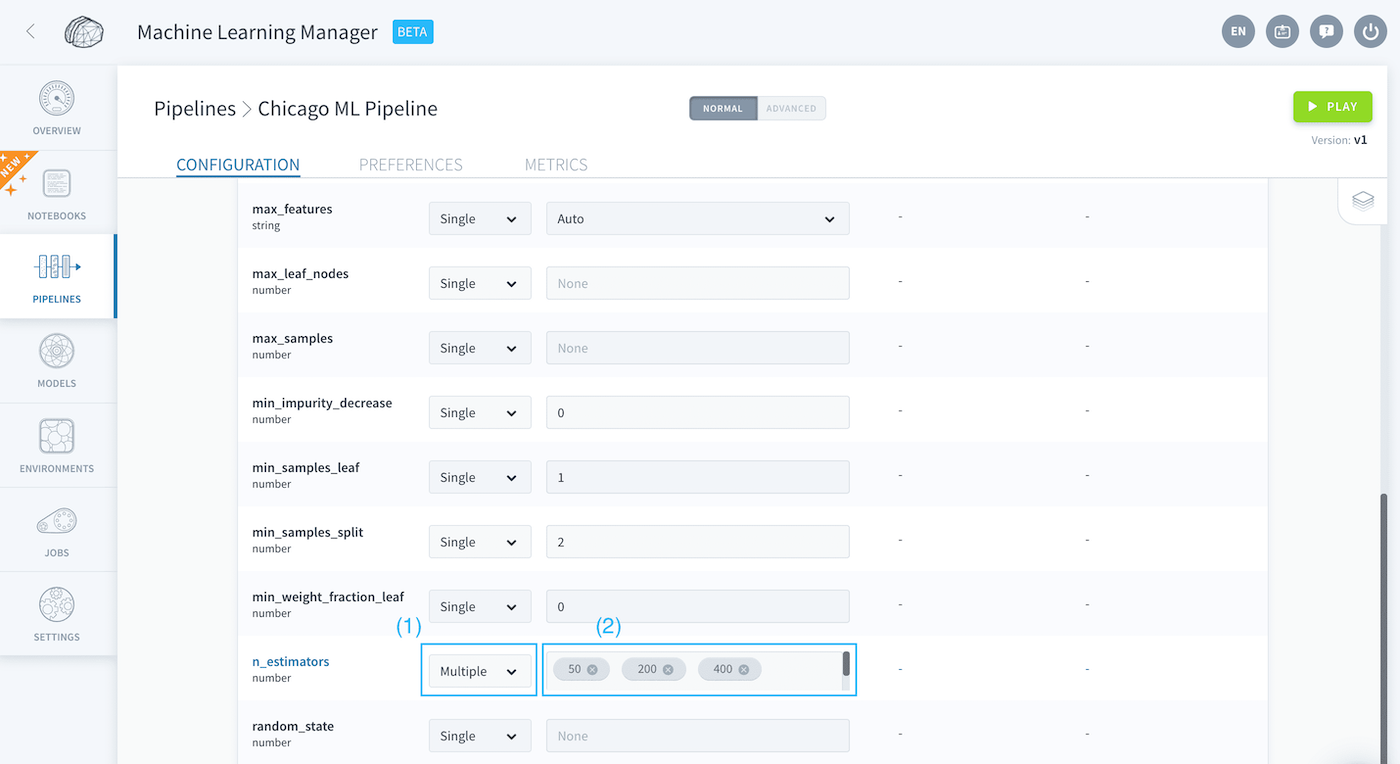 Machine Learning Manager BETA
EN
OVERVIEW
NEW
NOTEBOOKS
PIPELINES
MODELS
ENVIRONMENTS
JOBS
SETTINGS
Pipelines > Chicago ML Pipeline
NORMAL ADVANCED
PLAY
Version: v1
CONFIGURATION PREFERENCES METRICS
max_features
string
Single Auto - -
max_leaf_nodes
number
Single None - -
max_samples
number
Single None - -
min_impurity_decrease
number
Single 0 - -
min_samples_leaf
number
Single 1 - -
min_samples_split
number
Single 2 - -
min_weight_fraction_leaf
number
Single 0 - -
(1) (2)
n_estimators
number
Multiple 50 200 400 - -
random_state
number
Single None - -